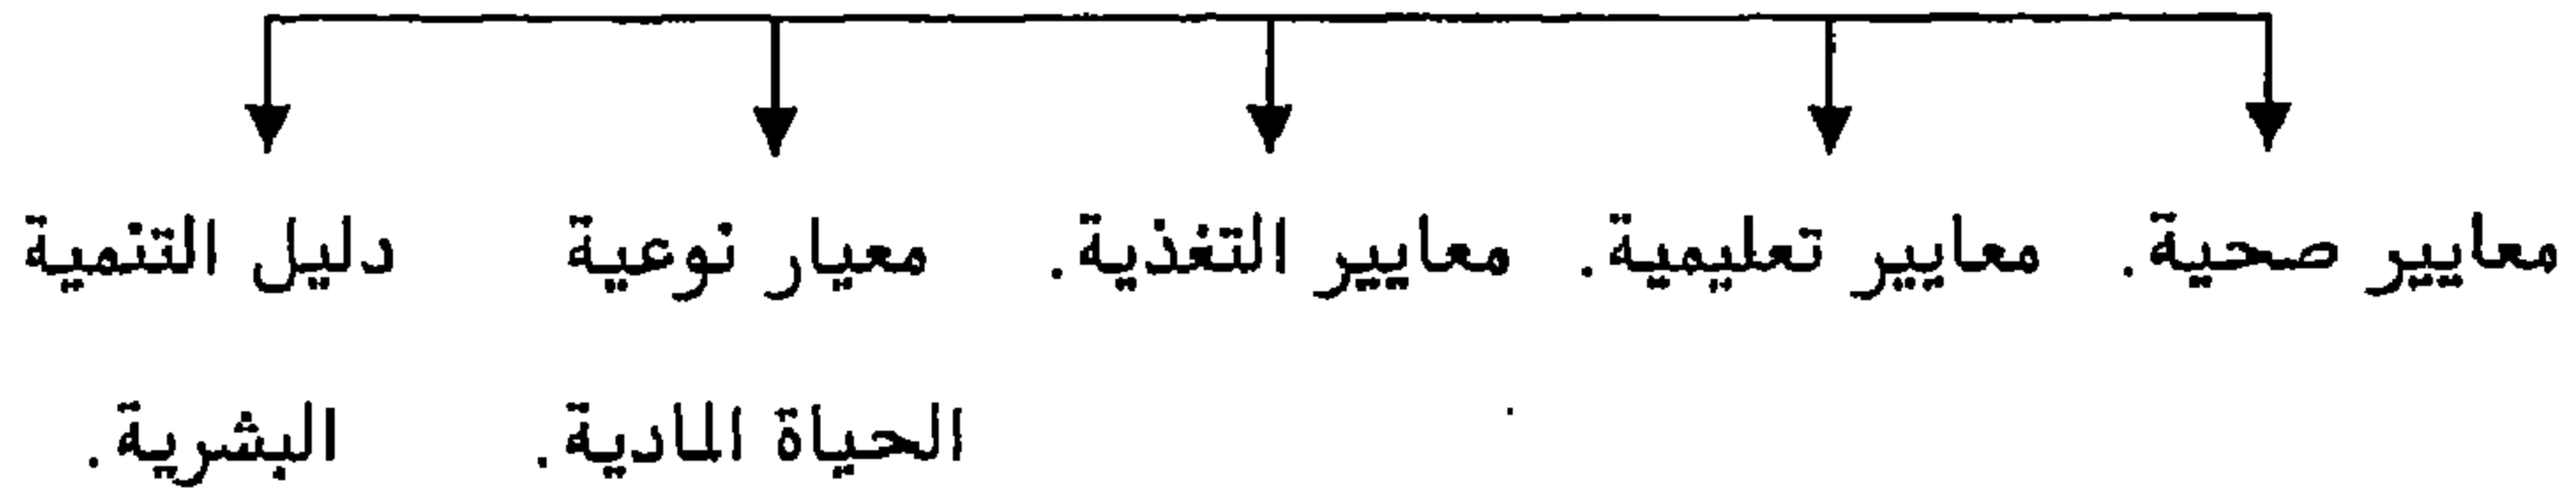 معايير صحية. معايير تعليمية. معايير التغذية. معيار نوعية دليل التنمية
الحياة المادية. البشرية.